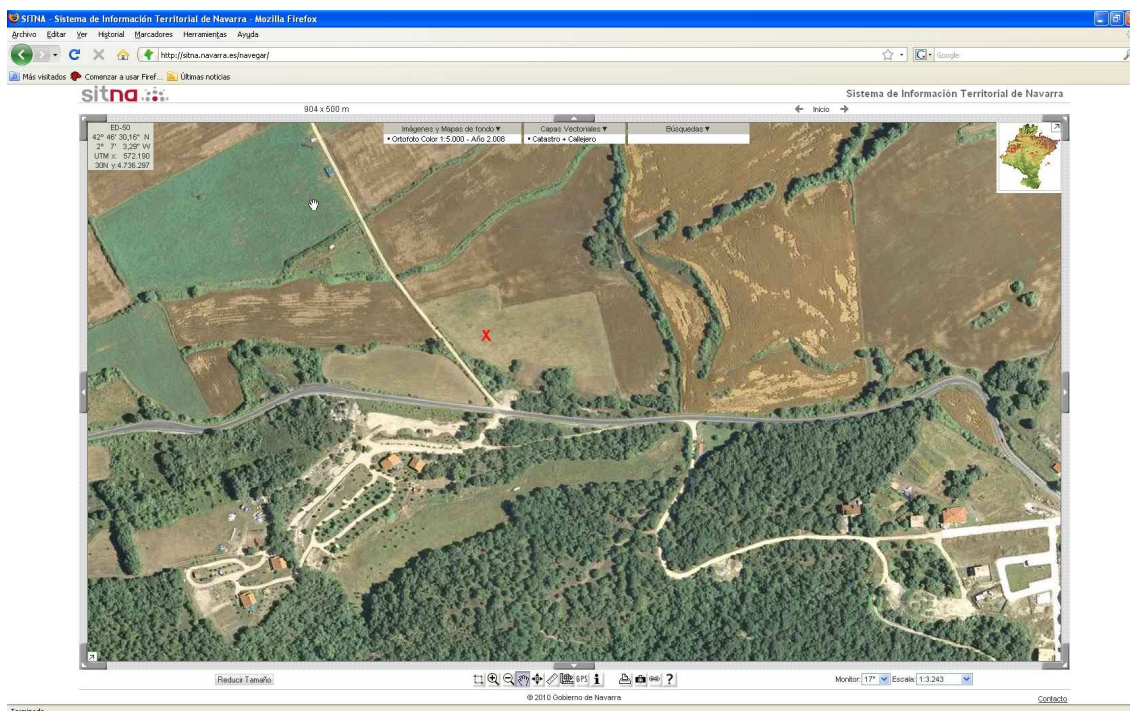 SITNA - Sistema de Información Territorial de Navarra - Mozilla Firefox
Archivo Editar Ver Historial Marcadores Herramientas Ayuda
http://sitna.navarra.es/navegar/
Google
Más visitados Comenzar a usar Firef... Últimas noticias
sitna
Sistema de Información Territorial de Navarra
904 x 500 m
Inicio
ED-50
42° 46' 30,16" N
2° 7' 3,29" W
UTM x: 572.190
30N y:4.736.297
Imágenes y Mapas de fondo ▼ Capas Vectoriales ▼ Búsquedas ▼
• Ortofoto Color 1:5.000 - Año 2.008 • Catastro + Callejero
X
Reducir Tamaño
GPS i ?
Monitor: 17" Escala: 1:3.243
© 2010 Gobierno de Navarra
Contacto
Terminado